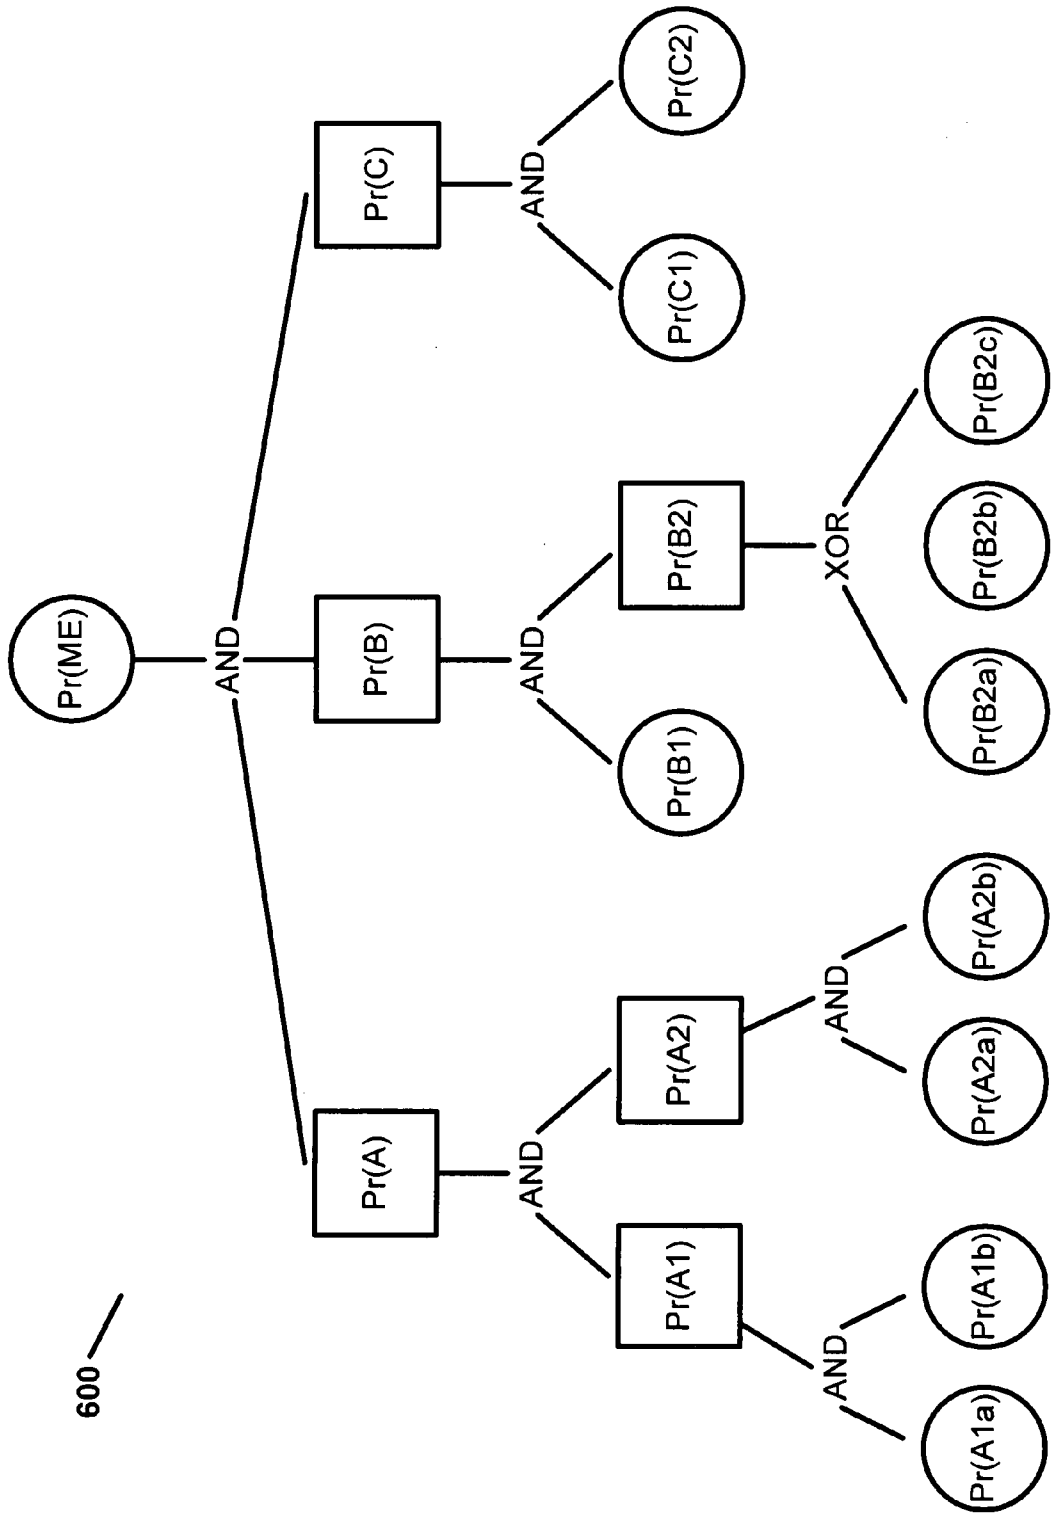 600
Pr(ME)
AND
Pr(A)
Pr(B)
Pr(C)
AND
AND
AND
Pr(A1)
Pr(A2)
Pr(B1)
Pr(B2)
Pr(C1)
Pr(C2)
AND
AND
XOR
Pr(A1a)
Pr(A1b)
Pr(A2a)
Pr(A2b)
Pr(B2a)
Pr(B2b)
Pr(B2c)